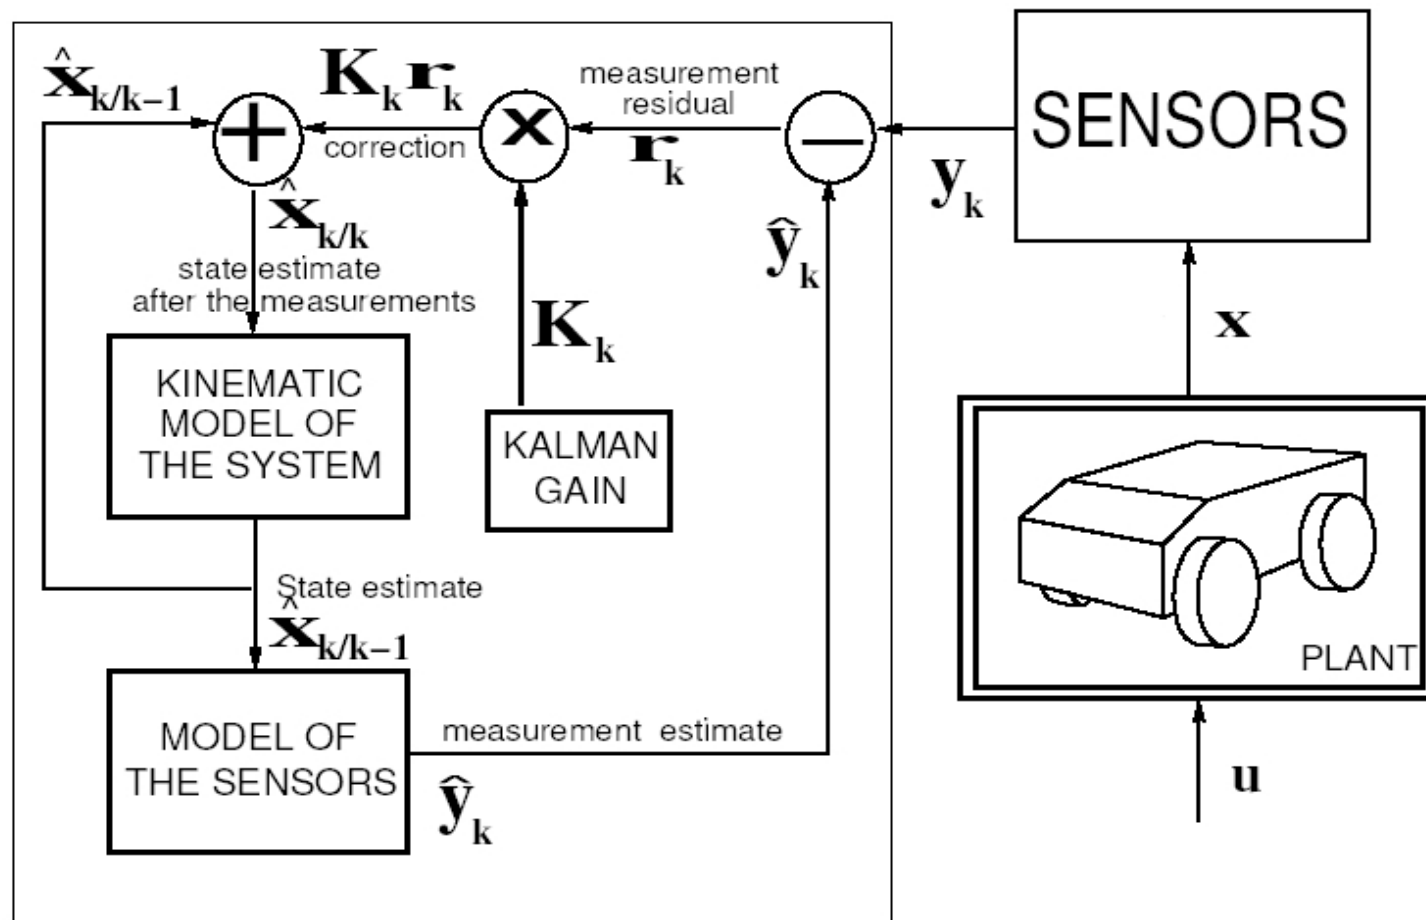 x̂k/k−1
Kk rk
correction
measurement
residual
rk
yk
SENSORS
+
×
−
x̂k/k
state estimate
after the measurements
ŷk
Kk
x
KINEMATIC
MODEL OF
THE SYSTEM
KALMAN
GAIN
State estimate
x̂k/k−1
PLANT
MODEL OF
THE SENSORS
measurement estimate
ŷk
u